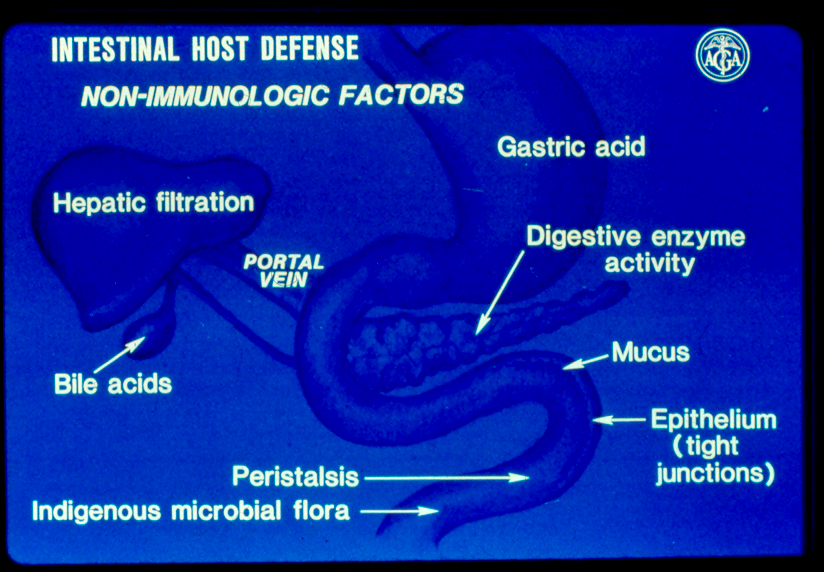 INTESTINAL HOST DEFENSE
NON-IMMUNOLOGIC FACTORS
AGA
Gastric acid
Hepatic filtration
Digestive enzyme
activity
PORTAL
VEIN
Mucus
Bile acids
Epithelium
(tight
junctions)
Peristalsis
Indigenous microbial flora